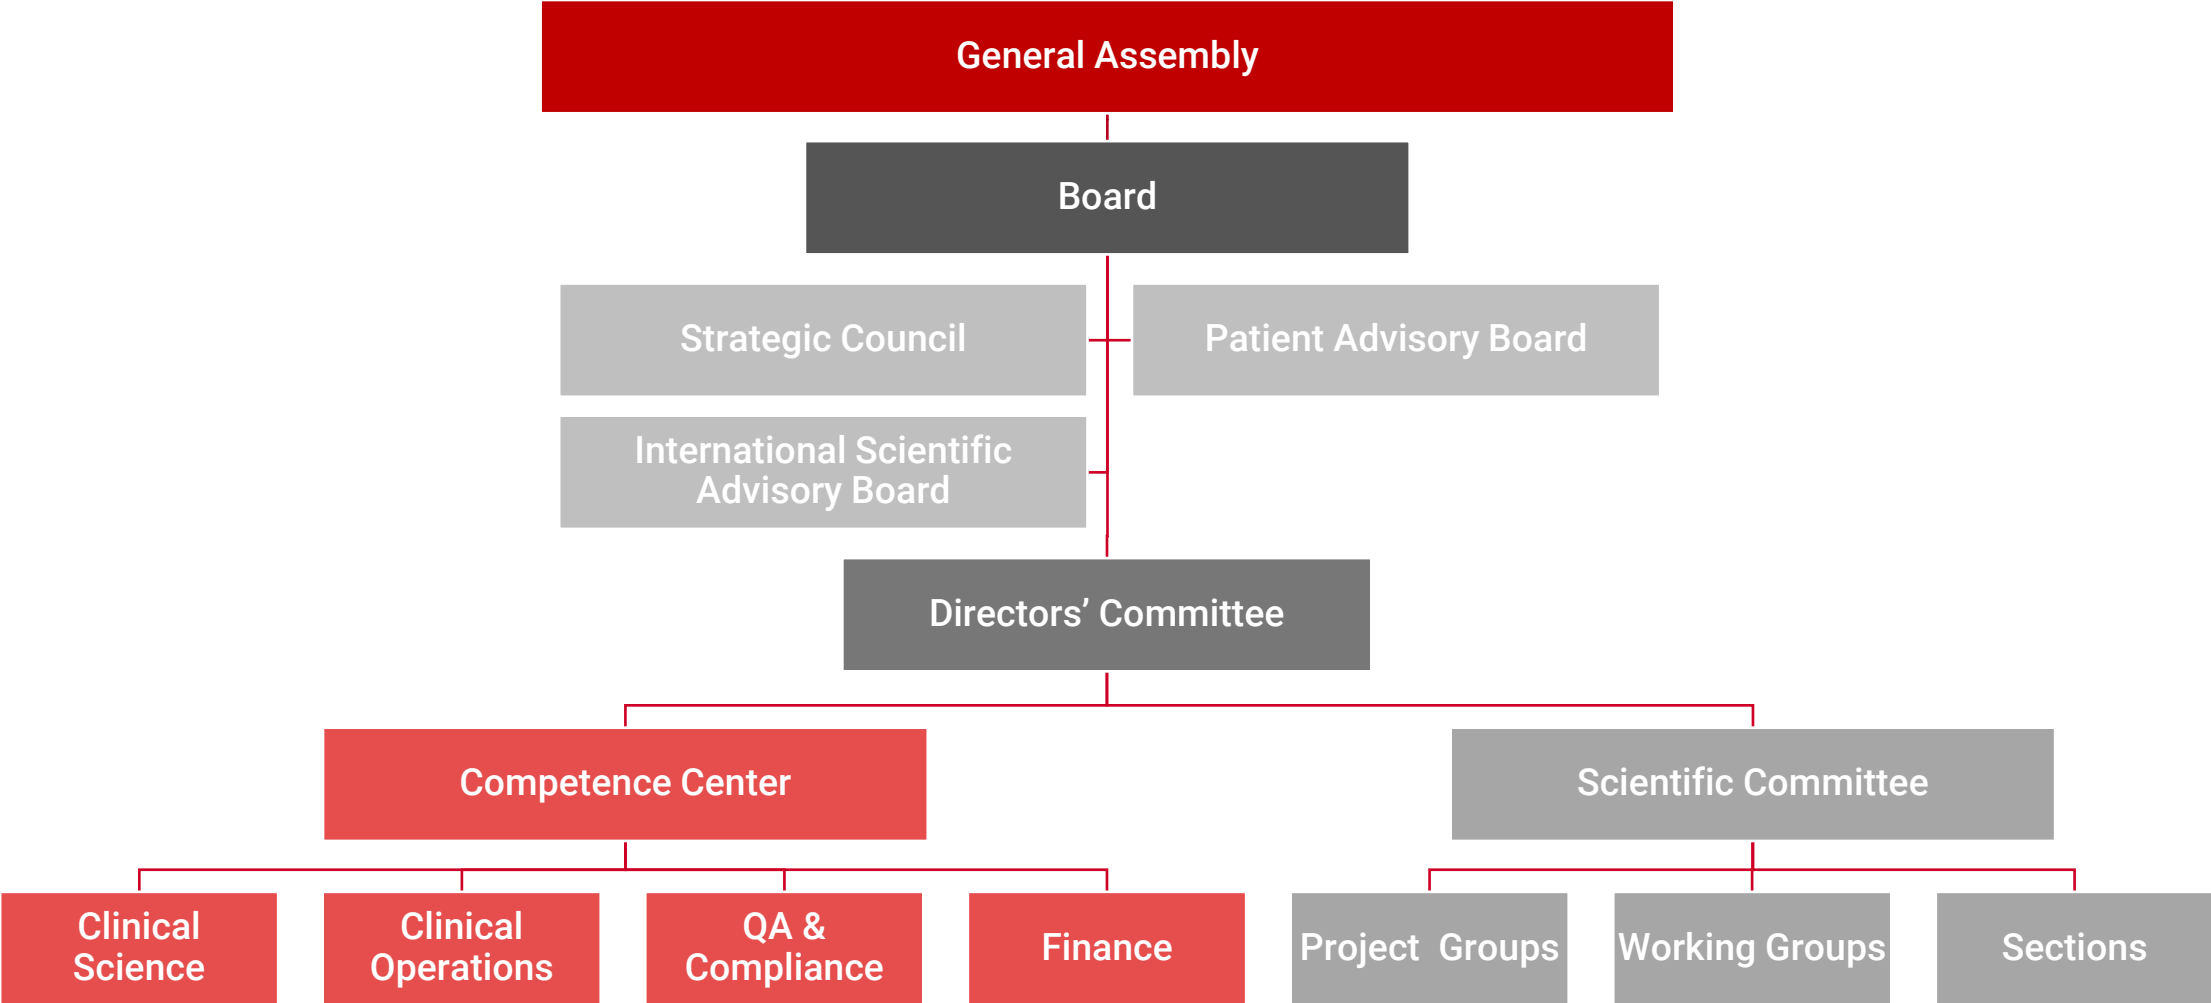 General Assembly
Board
Strategic Council
Patient Advisory Board
International Scientific
Advisory Board
Directors’ Committee
Competence Center
Scientific Committee
Clinical
Science
Clinical
Operations
QA &
Compliance
Finance
Project  Groups
Working Groups
Sections